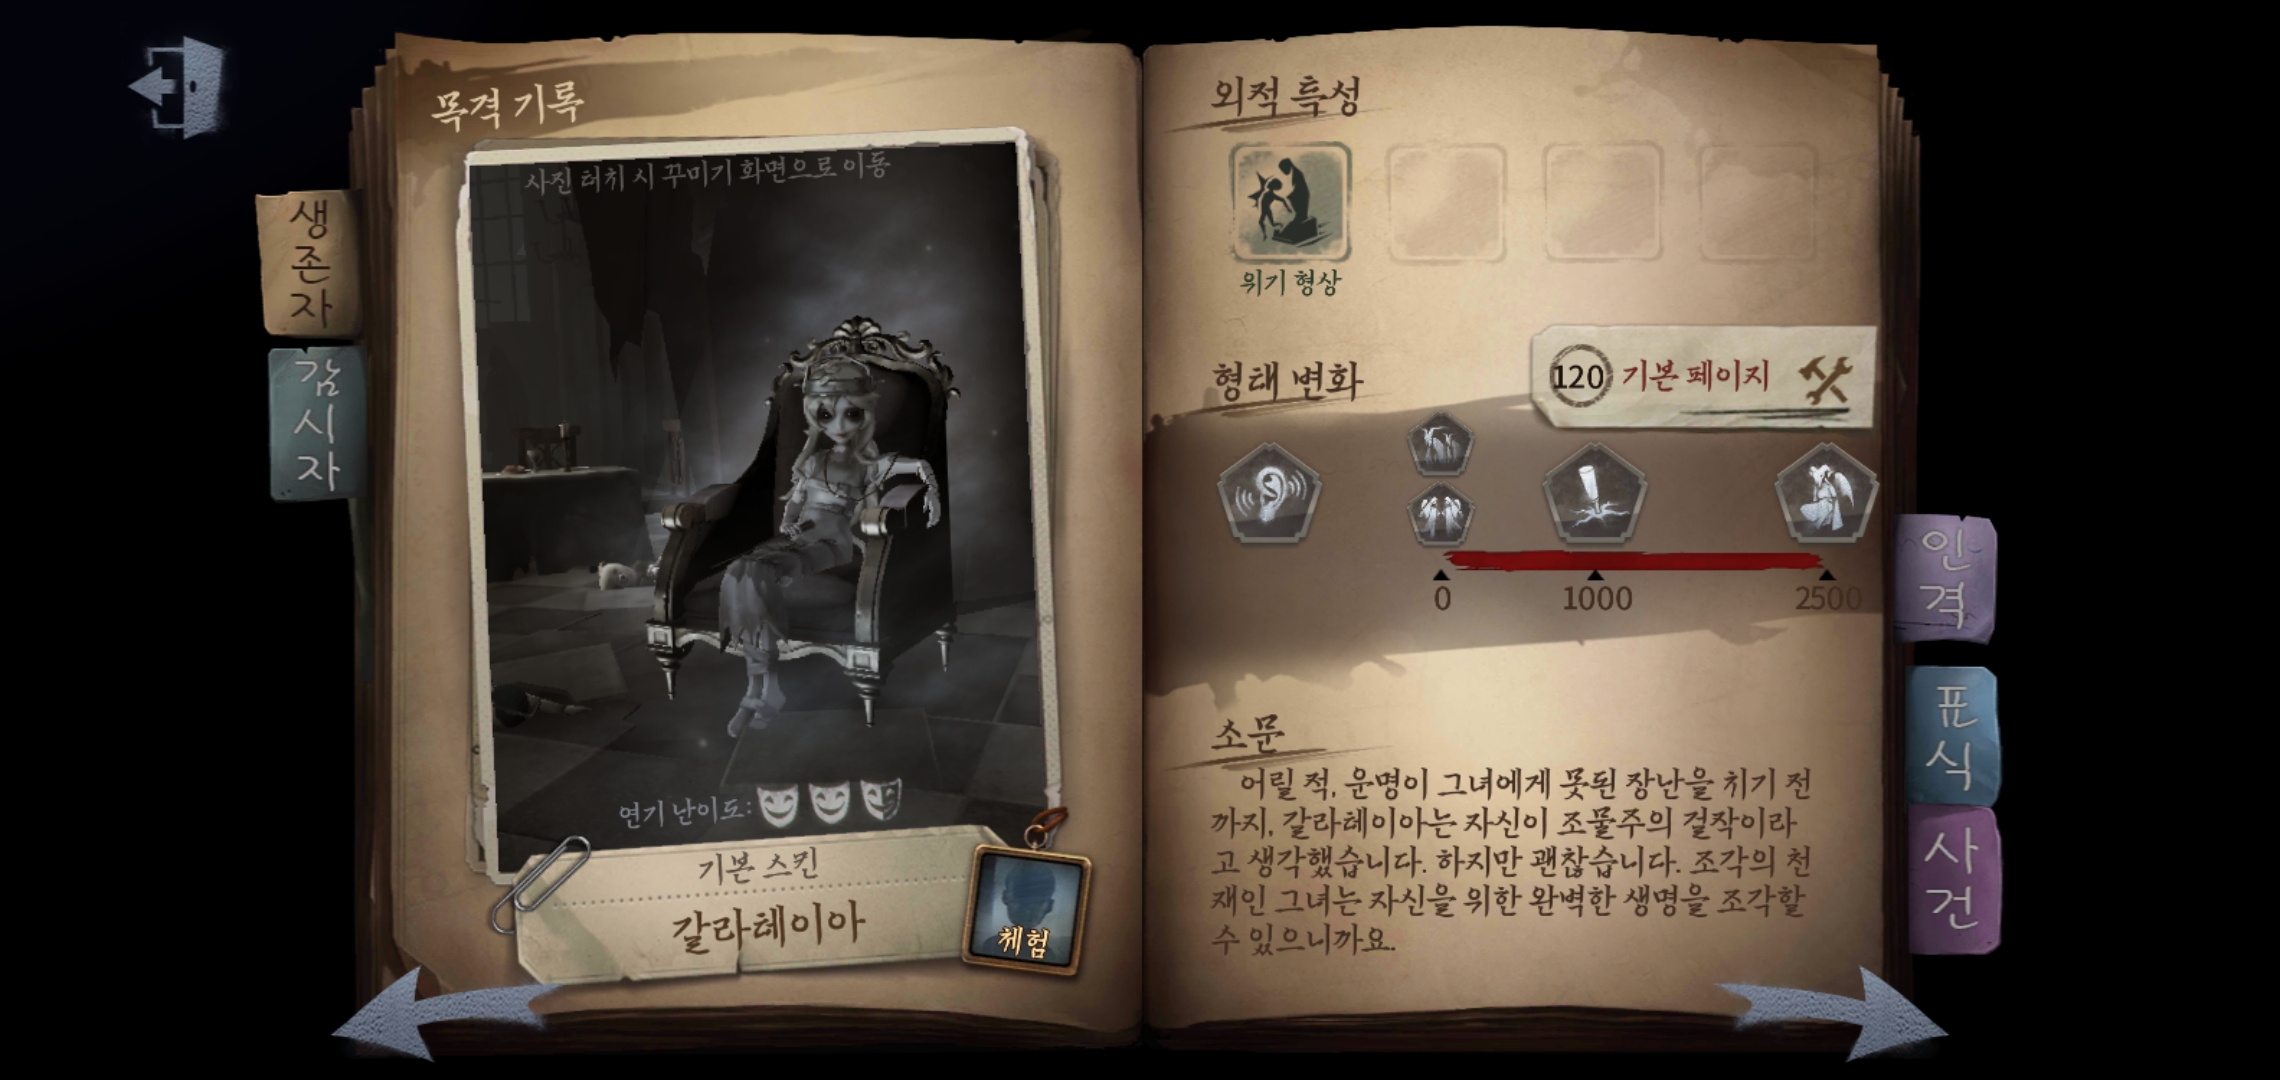 목격 기록
사진 터치 시 꾸미기 화면으로 이동
생존자
감시자
연기 난이도:
기본 스킨
갈라테이아
체험
외적 특성
위기 형상
형태 변화
120 기본 페이지
0 1000 2500
소문
어릴 적, 운명이 그녀에게 못된 장난을 치기 전
까지, 갈라테이아는 자신이 조물주의 걸작이라
고 생각했습니다. 하지만 괜찮습니다. 조각의 천
재인 그녀는 자신을 위한 완벽한 생명을 조각할
수 있으니까요.
인격
표식
사건